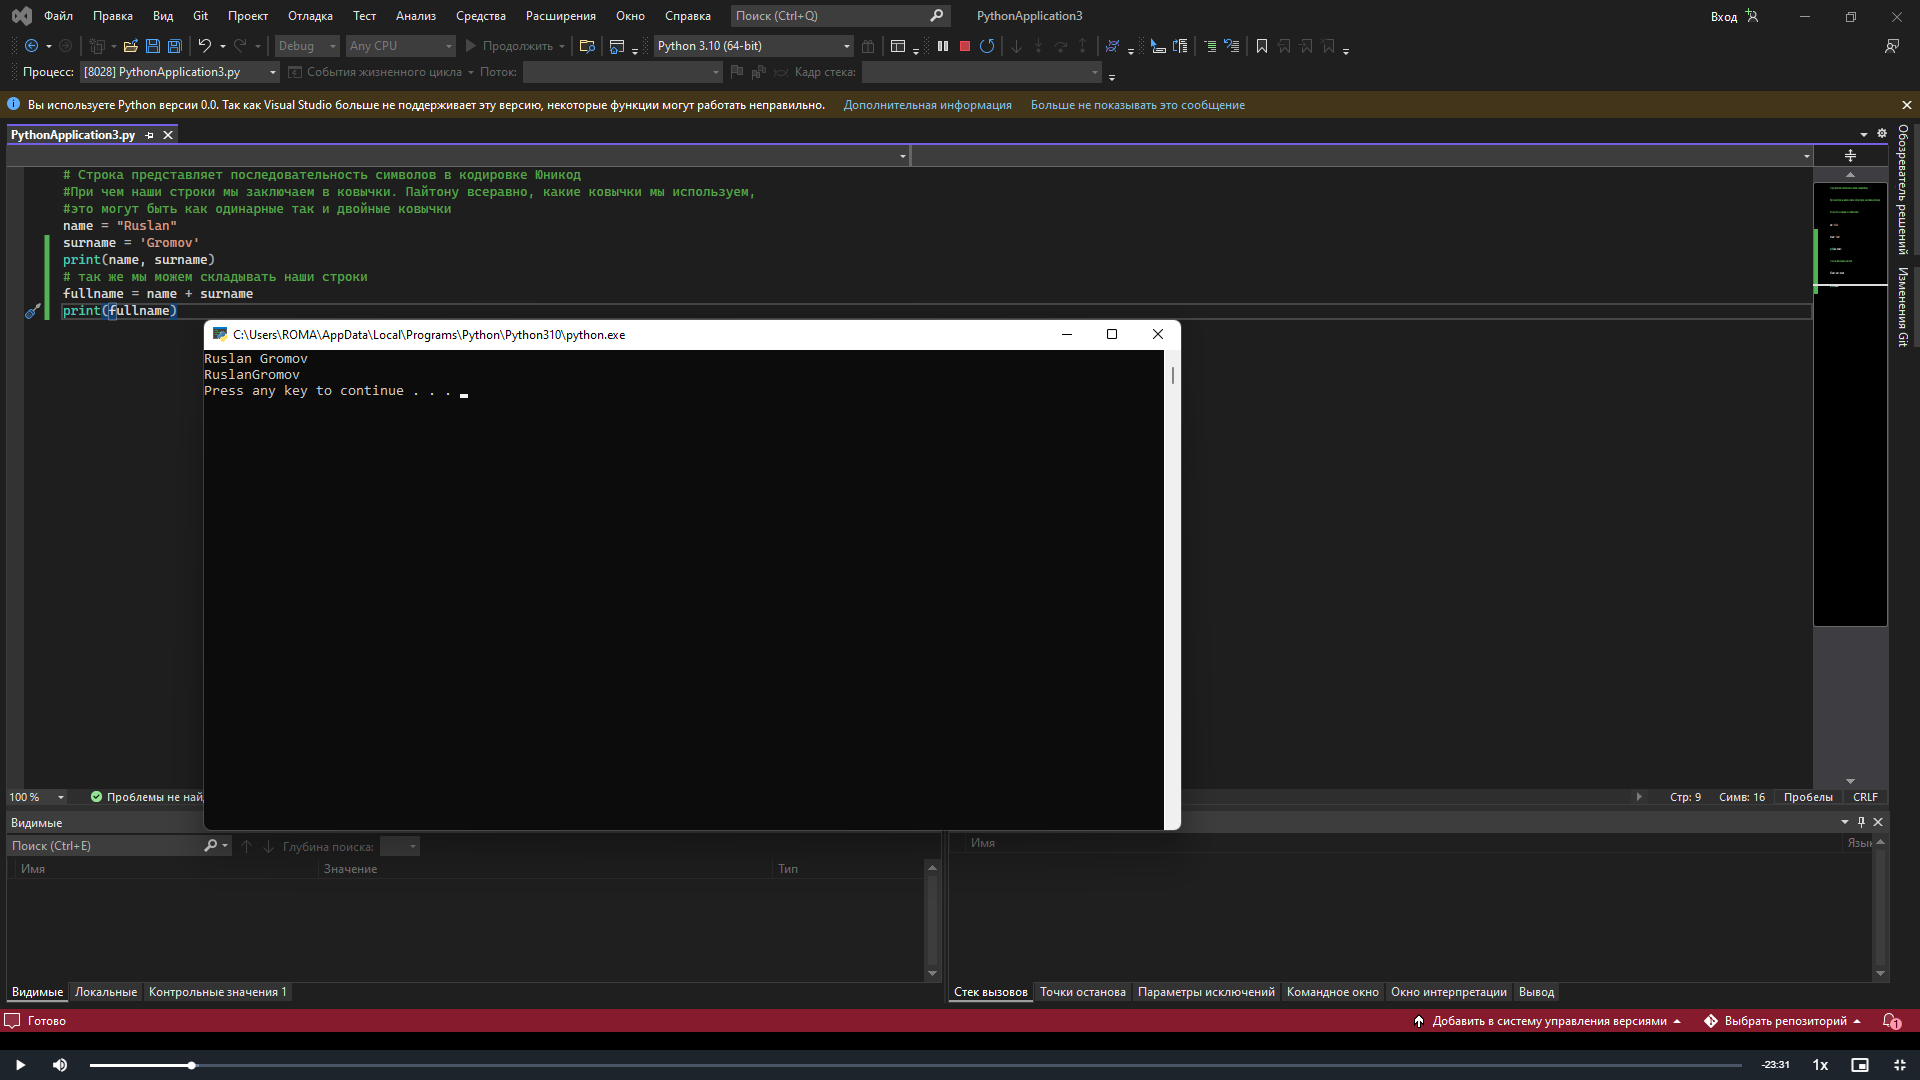 Файл Правка Вид Git Проект Отладка Тест Анализ Средства Расширения Окно Справка Поиск (Ctrl+Q) PythonApplication3 Вход
Debug Any CPU Продолжить Python 3.10 (64-bit)
Процесс: [8028] PythonApplication3.py События жизненного цикла Поток: Кадр стека:
Вы используете Python версии 0.0. Так как Visual Studio больше не поддерживает эту версию, некоторые функции могут работать неправильно. Дополнительная информация Больше не показывать это сообщение
PythonApplication3.py
# Строка представляет последовательность символов в кодировке Юникод
#При чем наши строки мы заключаем в ковычки. Пайтону всеравно, какие ковычки мы используем,
#это могут быть как одинарные так и двойные ковычки
name = "Ruslan"
surname = 'Gromov'
print(name, surname)
# так же мы можем складывать наши строки
fullname = name + surname
print(fullname)
C:\Users\ROMA\AppData\Local\Programs\Python\Python310\python.exe
Ruslan Gromov
RuslanGromov
Press any key to continue . . .
Обозреватель решений
Изменения Git
100 % Проблемы не най Стр: 9 Симв: 16 Пробелы CRLF
Видимые
Поиск (Ctrl+E) Глубина поиска:
Имя Значение Тип
Имя Язык
Видимые Локальные Контрольные значения 1
Стек вызовов Точки останова Параметры исключений Командное окно Окно интерпретации Вывод
Готово Добавить в систему управления версиями Выбрать репозиторий 1
-23:31 1x